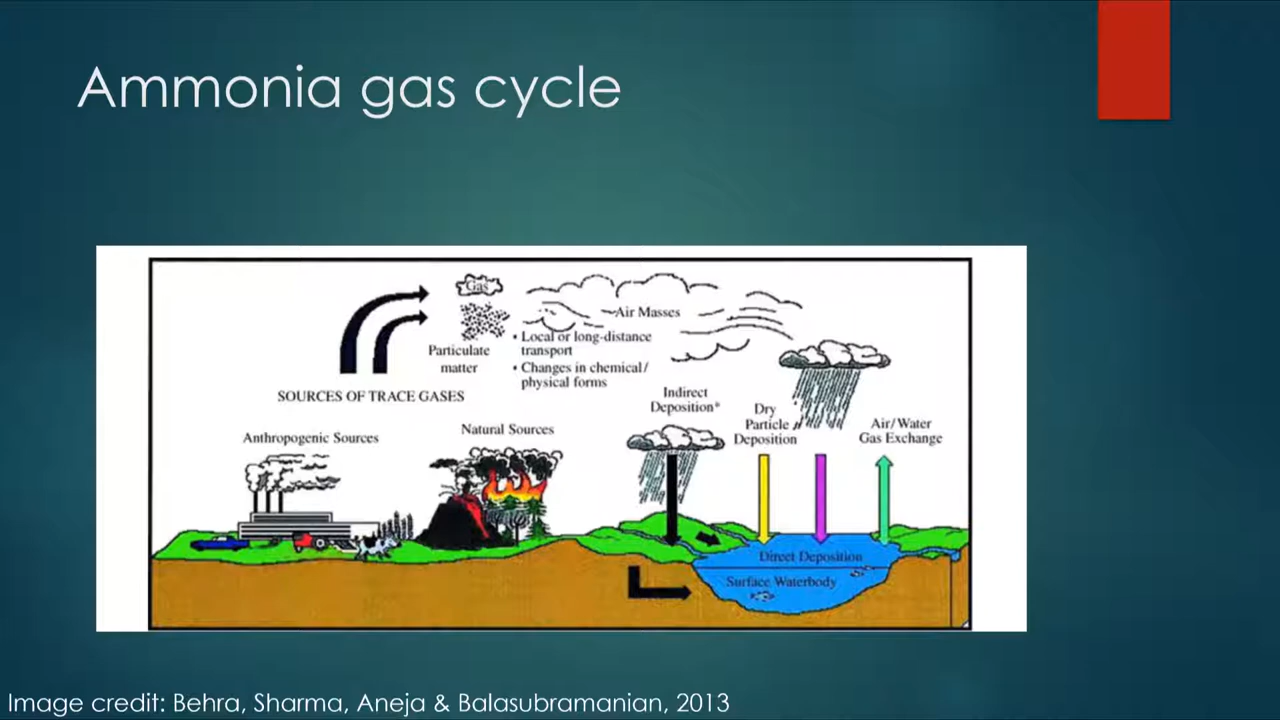 Ammonia gas cycle
Gas
Air Masses
Particulate
matter
• Local or long-distance
transport
• Changes in chemical/
physical forms
SOURCES OF TRACE GASES
Anthropogenic Sources
Natural Sources
Indirect
Deposition*
Dry
Particle
Deposition
Air/Water
Gas Exchange
Direct Deposition
Surface Waterbody
Image credit: Behra, Sharma, Aneja & Balasubramanian, 2013